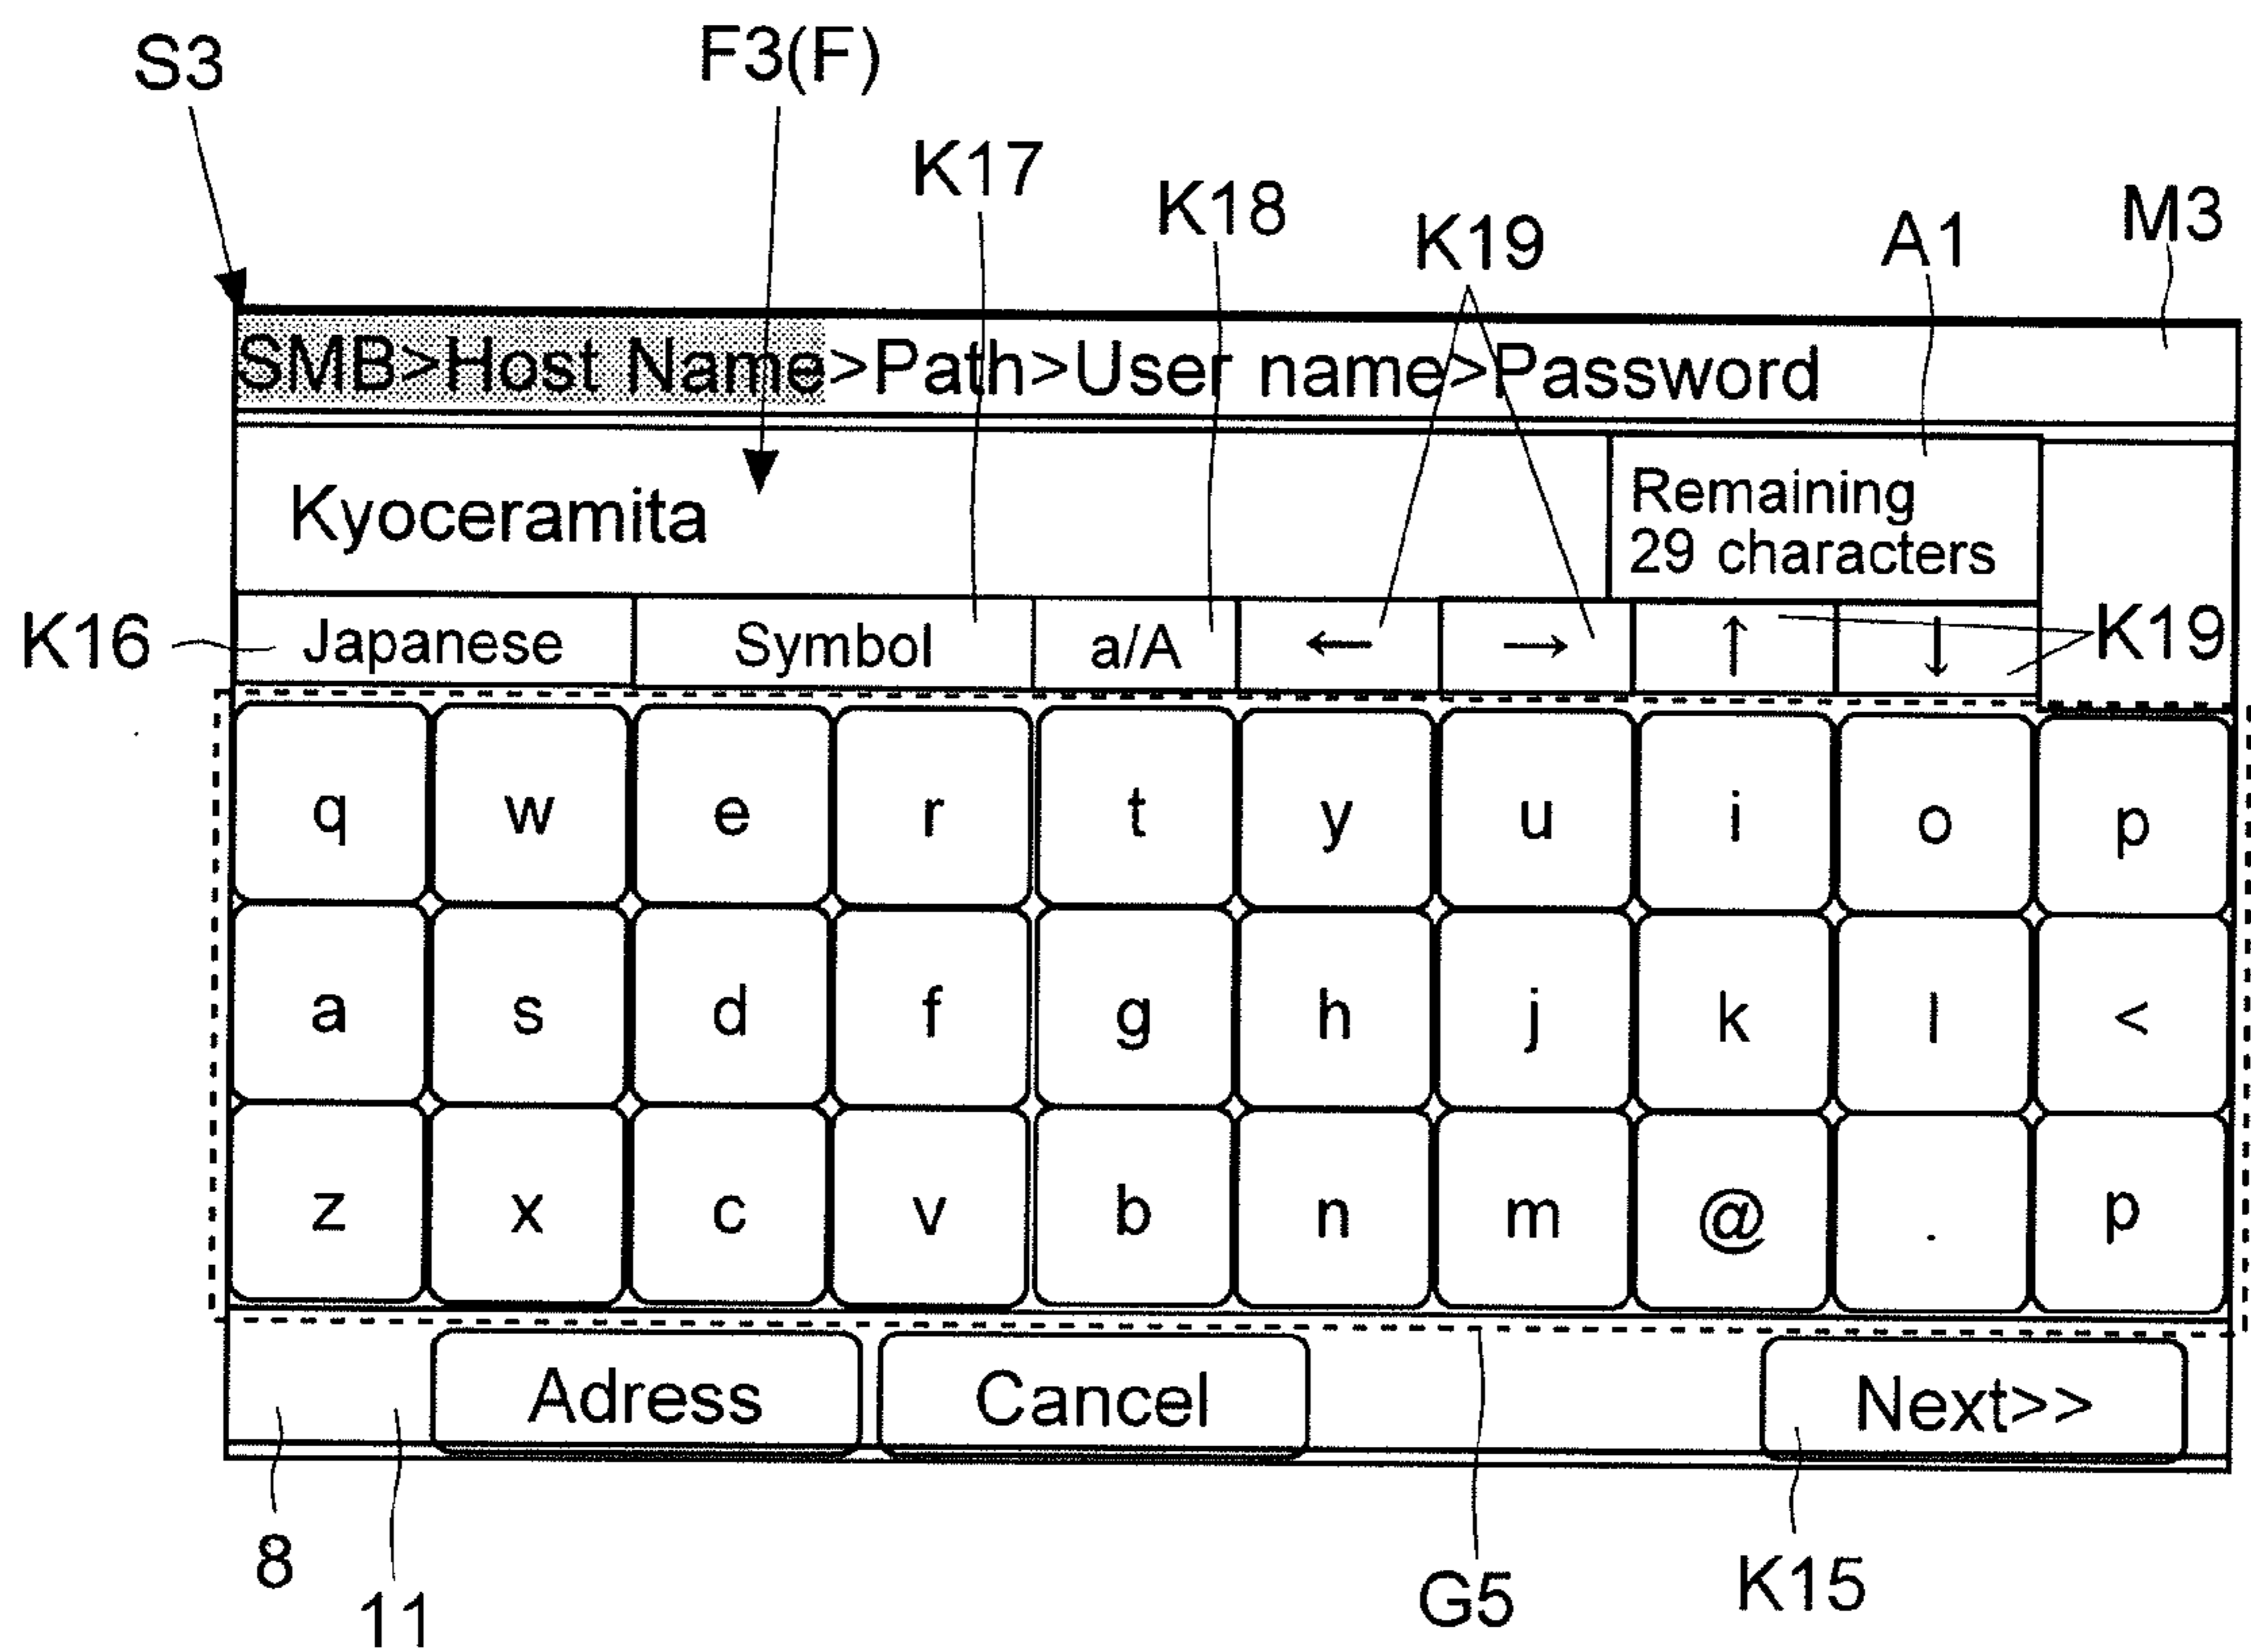 S3
F3(F)
K17
K18
K19
A1
M3
SMB>Host Name>Path>User name>Password
Kyoceramita
Remaining
29 characters
K16
Japanese Symbol a/A ← → ↑ ↓
K19
q w e r t y u i o p
a s d f g h j k l <
z x c v b n m @ . p
Adress Cancel Next>>
8
11
G5
K15